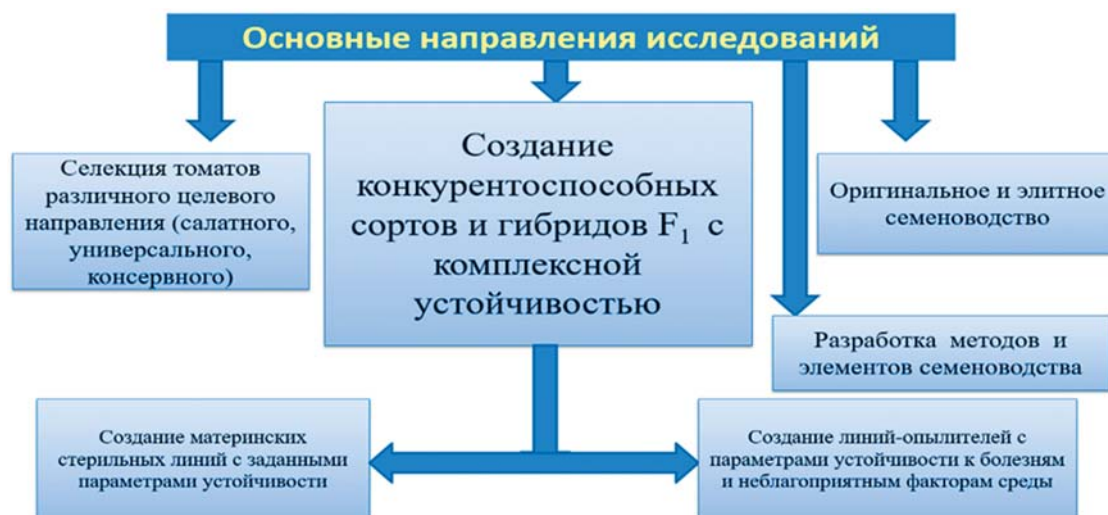 Основные направления исследований
Селекция томатов
различного целевого
направления (салатного,
универсального,
консервного)
Создание
конкурентоспособных
сортов и гибридов F₁ с
комплексной
устойчивостью
Оригинальное и элитное
семеноводство
Разработка методов и
элементов семеноводства
Создание материнских
стерильных линий с заданными
параметрами устойчивости
Создание линий-опылителей с
параметрами устойчивости к болезням
и неблагоприятным факторам среды